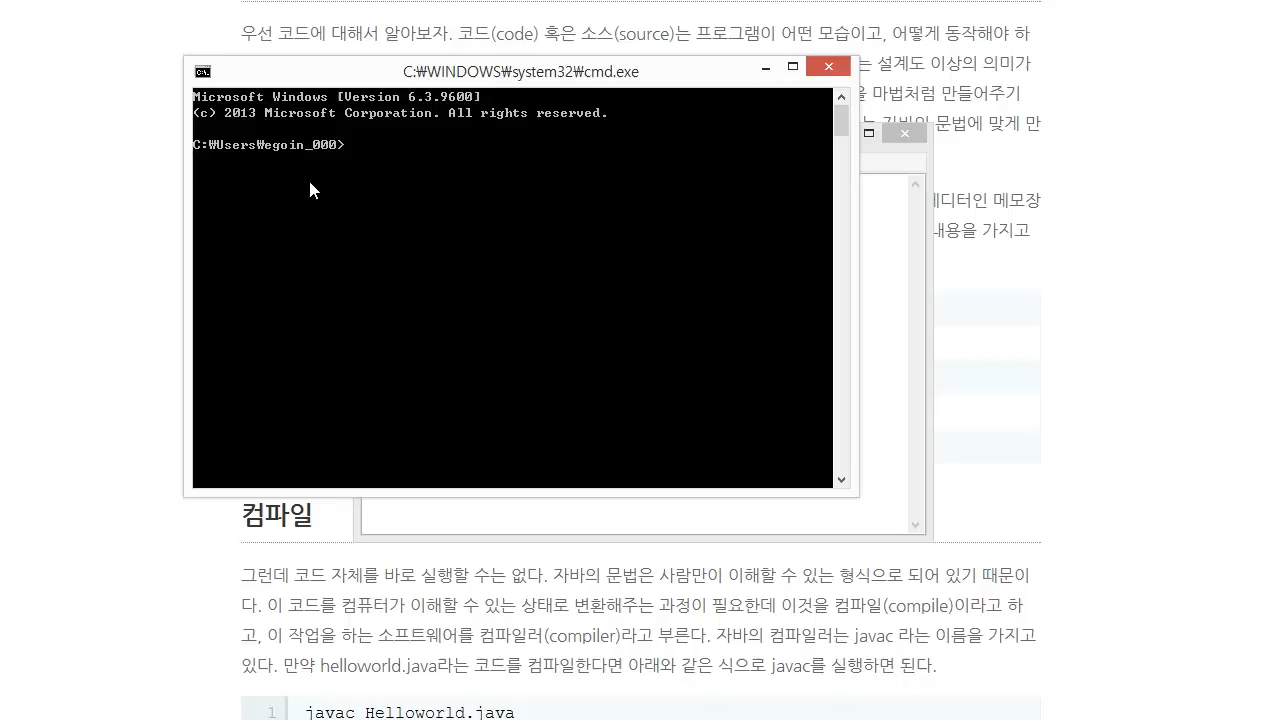 우선 코드에 대해서 알아보자. 코드(code) 혹은 소스(source)는 프로그램이 어떤 모습이고, 어떻게 동작해야 하
C:₩WINDOWS₩system32₩cmd.exe
는 설계도 이상의 의미가
Microsoft Windows [Version 6.3.9600]
을 마법처럼 만들어주기
(c) 2013 Microsoft Corporation. All rights reserved.
문법에 맞게 만
C:₩Users₩egoin_000>
에디터인 메모장
내용을 가지고
컴파일
그런데 코드 자체를 바로 실행할 수는 없다. 자바의 문법은 사람만이 이해할 수 있는 형식으로 되어 있기 때문이
다. 이 코드를 컴퓨터가 이해할 수 있는 상태로 변환해주는 과정이 필요한데 이것을 컴파일(compile)이라고 하
고, 이 작업을 하는 소프트웨어를 컴파일러(compiler)라고 부른다. 자바의 컴파일러는 javac 라는 이름을 가지고
있다. 만약 helloworld.java라는 코드를 컴파일한다면 아래와 같은 식으로 javac를 실행하면 된다.
1 javac Helloworld.java